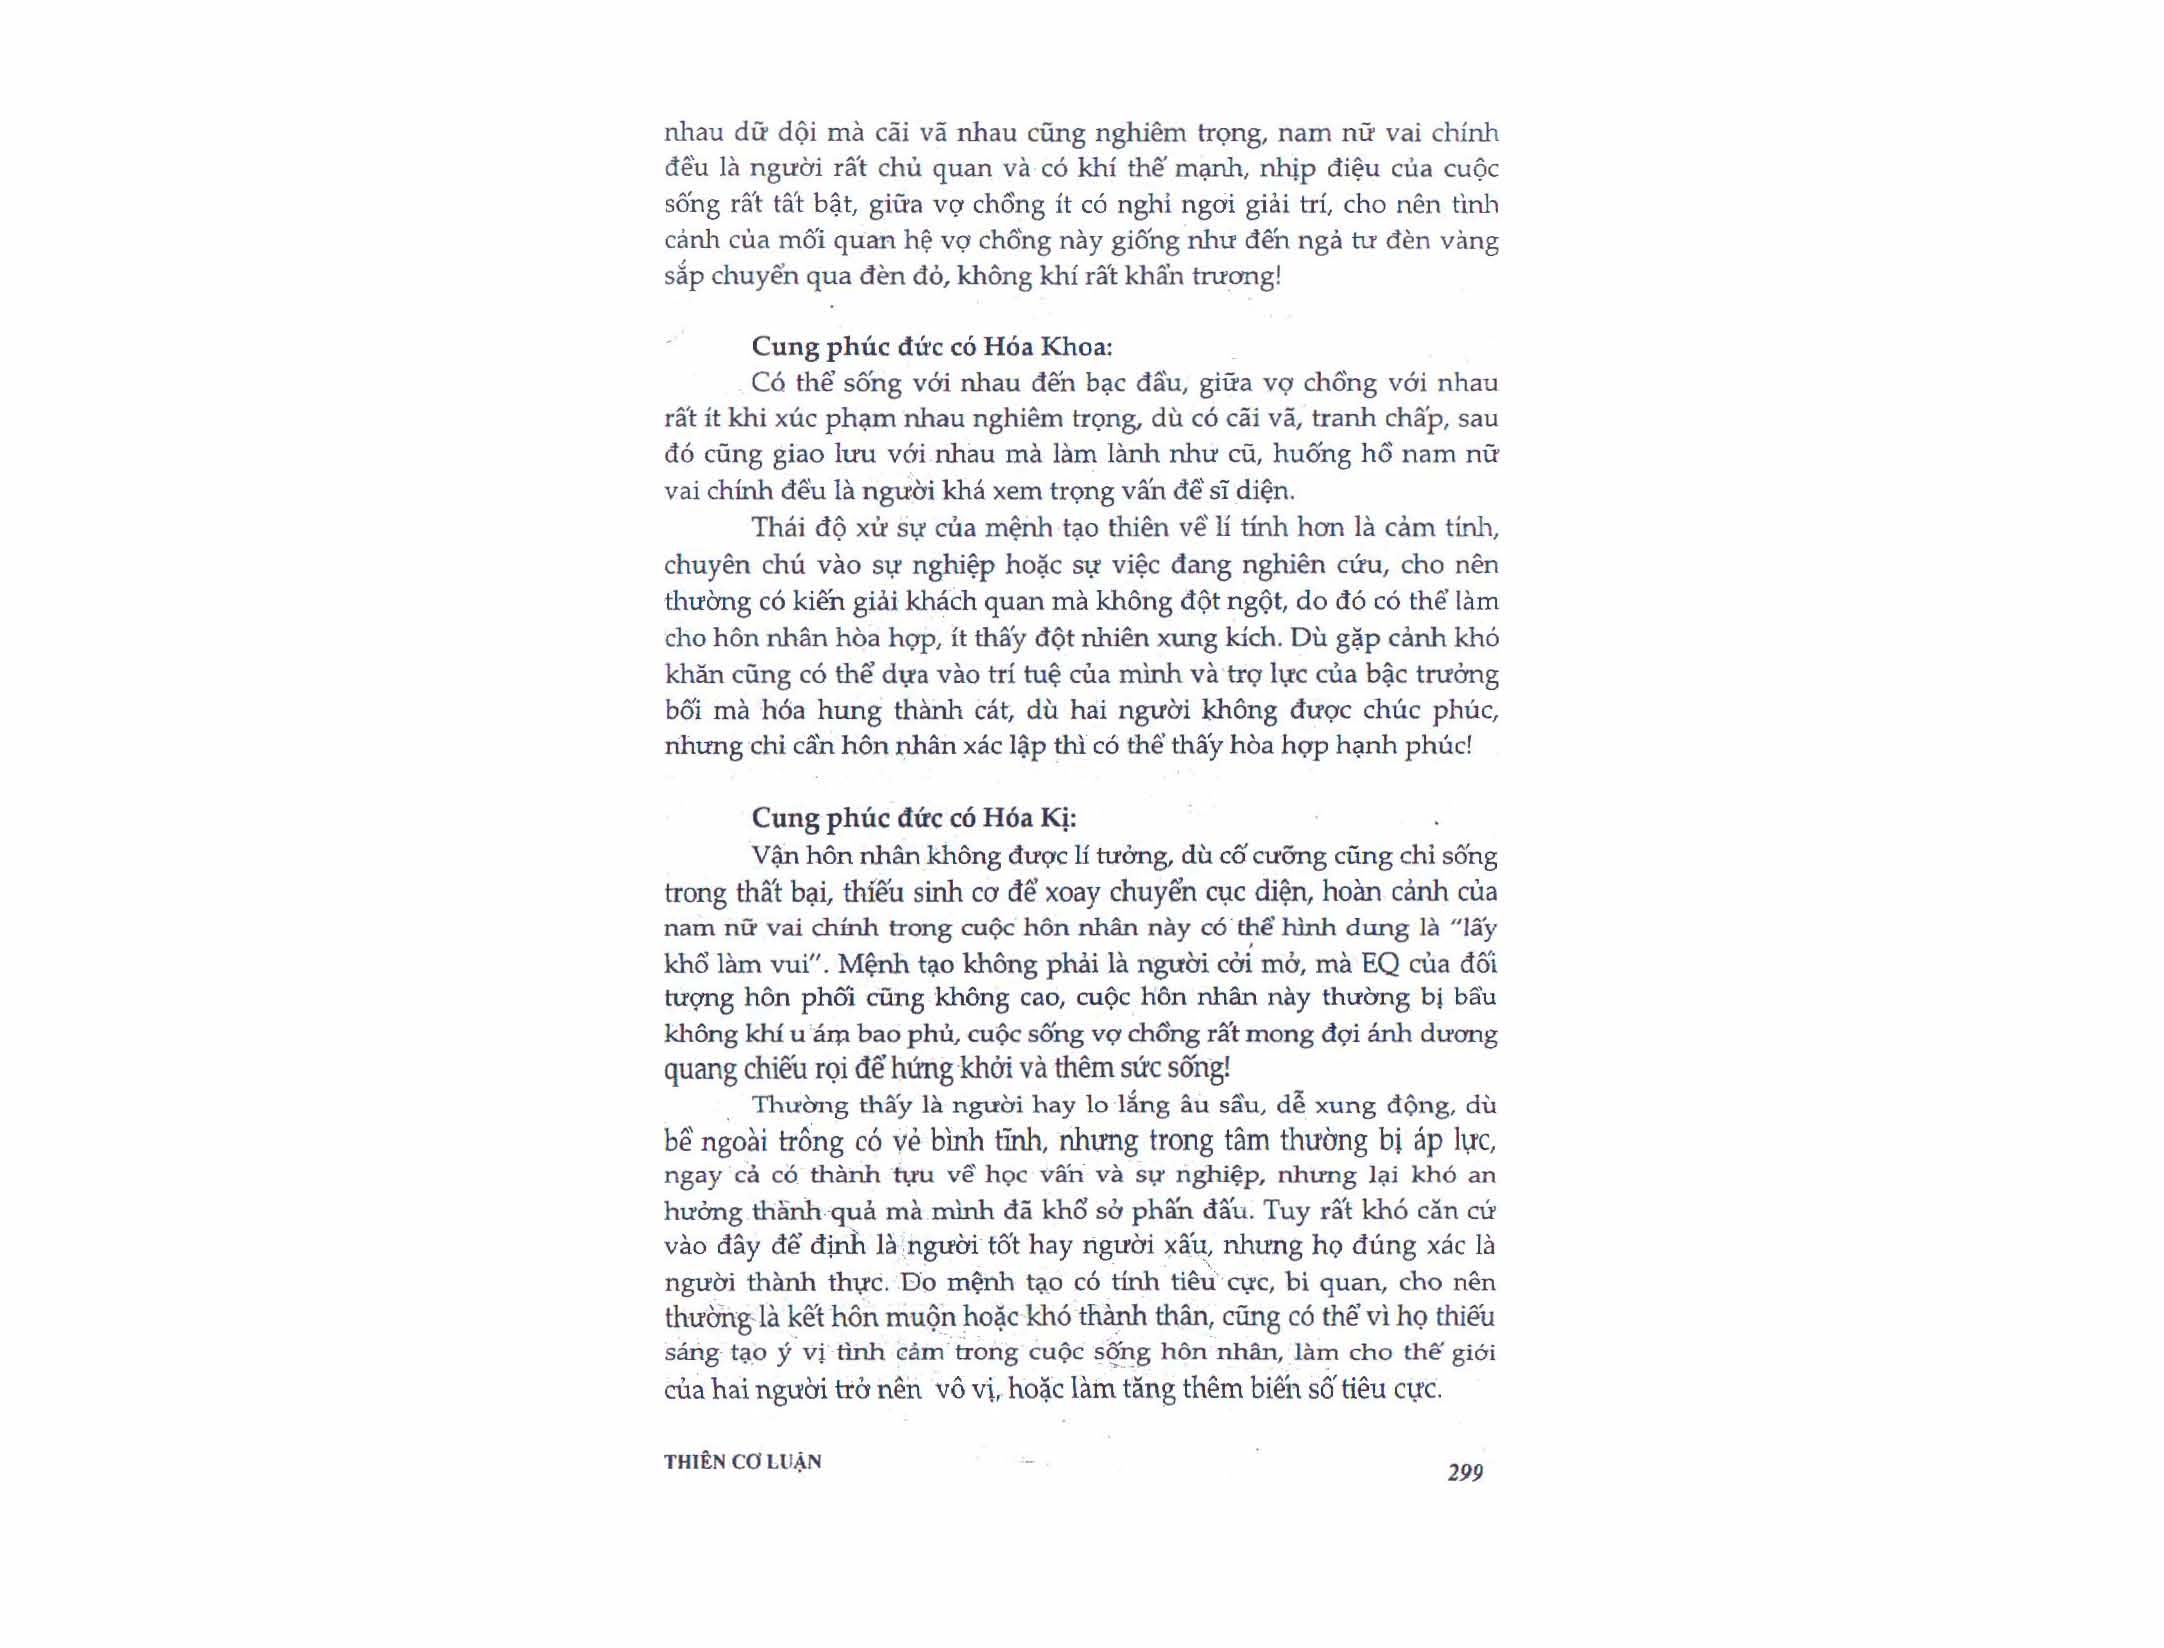 nhau dữ dội mà cãi vã nhau cũng nghiêm trọng, nam nữ vai chính
đều là người rất chủ quan và có khí thế mạnh, nhịp điệu của cuộc
sống rất tất bật, giữa vợ chồng ít có nghỉ ngơi giải trí, cho nên tình
cảnh của mối quan hệ vợ chồng này giống như đến ngả tư đèn vàng
sắp chuyển qua đèn đỏ, không khí rất khẩn trương!
Cung phúc đức có Hóa Khoa:
Có thể sống với nhau đến bạc đầu, giữa vợ chồng với nhau
rất ít khi xúc phạm nhau nghiêm trọng, dù có cãi vã, tranh chấp, sau
đó cũng giao lưu với nhau mà làm lành như cũ, huống hồ nam nữ
vai chính đều là người khá xem trọng vấn đề sĩ diện.
Thái độ xử sự của mệnh tạo thiên về lí tính hơn là cảm tính,
chuyên chú vào sự nghiệp hoặc sự việc đang nghiên cứu, cho nên
thường có kiến giải khách quan mà không đột ngột, do đó có thể làm
cho hôn nhân hòa hợp, ít thấy đột nhiên xung kích. Dù gặp cảnh khó
khăn cũng có thể dựa vào trí tuệ của mình và trợ lực của bậc trưởng
bối mà hóa hung thành cát, dù hai người không được chúc phúc,
nhưng chỉ cần hôn nhân xác lập thì có thể thấy hòa hợp hạnh phúc!
Cung phúc đức có Hóa Kị:
Vận hôn nhân không được lí tưởng, dù cố cưỡng cũng chỉ sống
trong thất bại, thiếu sinh cơ để xoay chuyển cục diện, hoàn cảnh của
nam nữ vai chính trong cuộc hôn nhân này có thể hình dung là "lấy
khổ làm vui". Mệnh tạo không phải là người cởi mở, mà EQ của đối
tượng hôn phối cũng không cao, cuộc hôn nhân này thường bị bầu
không khí u ám bao phủ, cuộc sống vợ chồng rất mong đợi ánh dương
quang chiếu rọi để hứng khởi và thêm sức sống!
Thường thấy là người hay lo lắng âu sầu, dễ xung động, dù
bề ngoài trông có vẻ bình tĩnh, nhưng trong tâm thường bị áp lực,
ngay cả có thành tựu về học vấn và sự nghiệp, nhưng lại khó an
hưởng thành quả mà mình đã khổ sở phấn đấu. Tuy rất khó căn cứ
vào đây để định là người tốt hay người xấu, nhưng họ đúng xác là
người thành thực. Do mệnh tạo có tính tiêu cực, bi quan, cho nên
thường là kết hôn muộn hoặc khó thành thân, cũng có thể vì họ thiếu
sáng tạo ý vị tình cảm trong cuộc sống hôn nhân, làm cho thế giới
của hai người trở nên vô vị, hoặc làm tăng thêm biến số tiêu cực.
THIÊN CƠ LUẬN
299